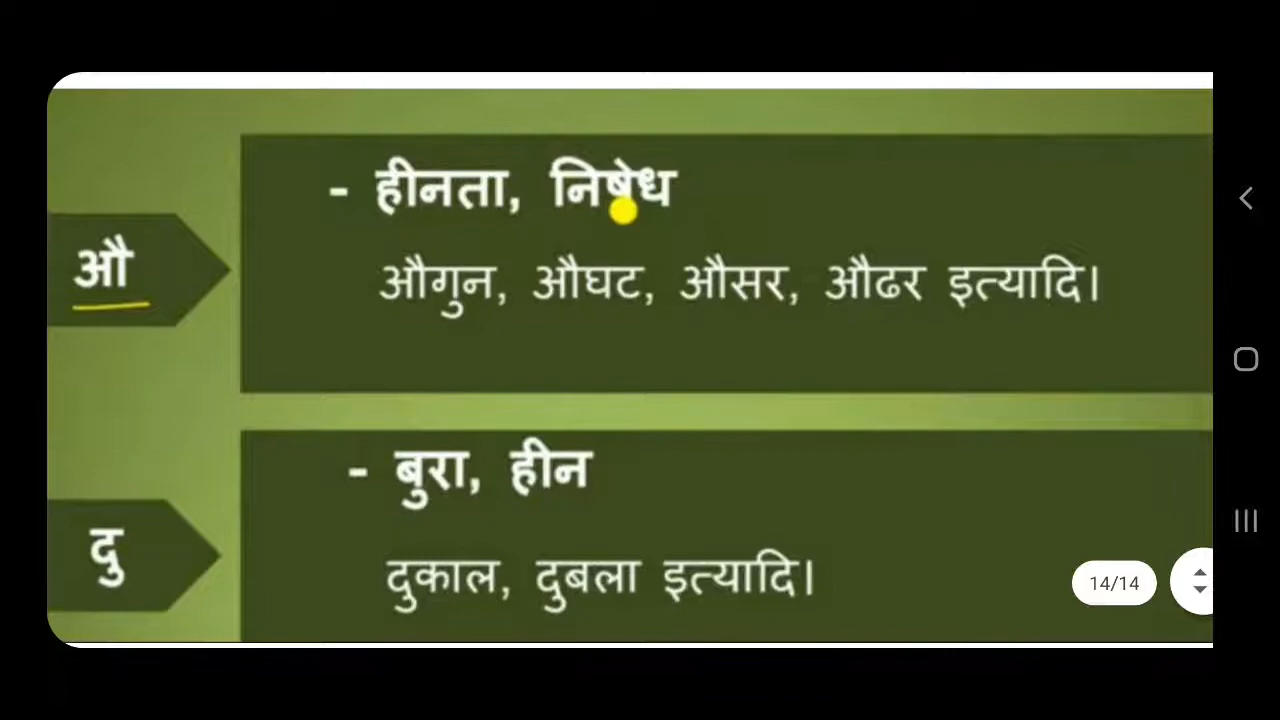 - हीनता, निषेध
औ
औगुन, औघट, औसर, औढर इत्यादि।
- बुरा, हीन
दु
दुकाल, दुबला इत्यादि।
14/14